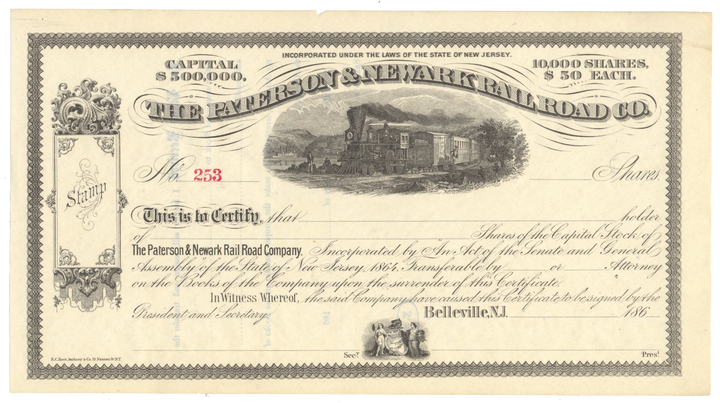 INCORPORATED UNDER THE LAWS OF THE STATE OF NEW JERSEY.
CAPITAL
$500,000.
10,000 SHARES,
$50 EACH.
THE PATERSON & NEWARK RAIL ROAD CO.
No. 253
Shares
Stamp
This is to Certify, that holder
of Shares of the Capital Stock of
The Paterson & Newark Rail Road Company. Incorporated by An Act of the Senate and General
Assembly of the State of New Jersey, 1864, Transferable by or Attorney
on the Books of the Company upon the surrender of this Certificate.
In Witness Whereof, the said Company have caused this Certificate to be signed by the
President and Secretary. Belleville, N.J. 186
Secy. Prest.